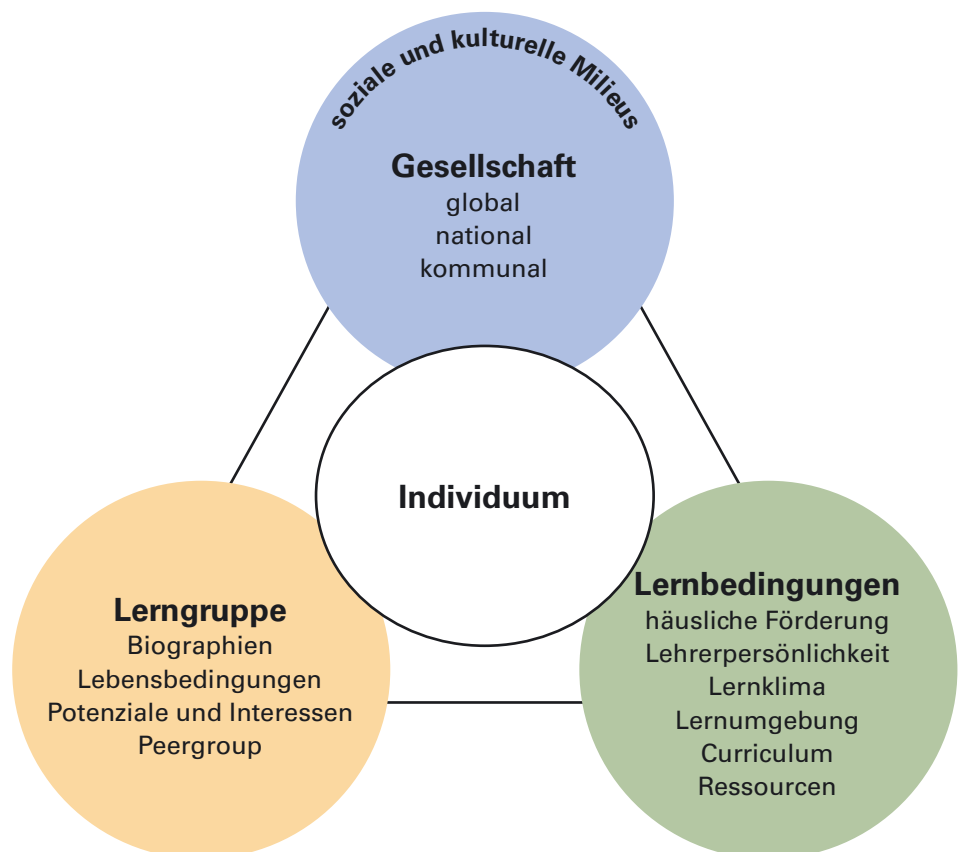 soziale und kulturelle Milieus
Gesellschaft
global
national
kommunal
Individuum
Lerngruppe
Biographien
Lebensbedingungen
Potenziale und Interessen
Peergroup
Lernbedingungen
häusliche Förderung
Lehrerpersönlichkeit
Lernklima
Lernumgebung
Curriculum
Ressourcen